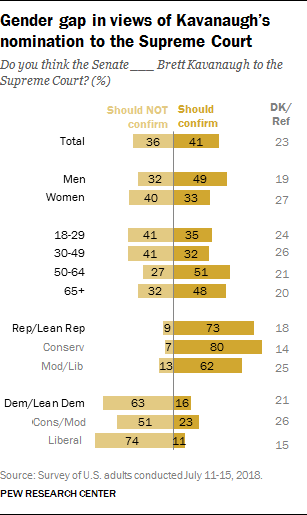 Gender gap in views of Kavanaugh's
nomination to the Supreme Court
Do you think the Senate ___ Brett Kavanaugh to the
Supreme Court? (%)
Should NOT confirm Should confirm DK/Ref
Total 36 41 23
Men 32 49 19
Women 40 33 27
18-29 41 35 24
30-49 41 32 26
50-64 27 51 21
65+ 32 48 20
Rep/Lean Rep 9 73 18
Conserv 7 80 14
Mod/Lib 13 62 25
Dem/Lean Dem 63 16 21
Cons/Mod 51 23 26
Liberal 74 11 15
Source: Survey of U.S. adults conducted July 11-15, 2018.
PEW RESEARCH CENTER